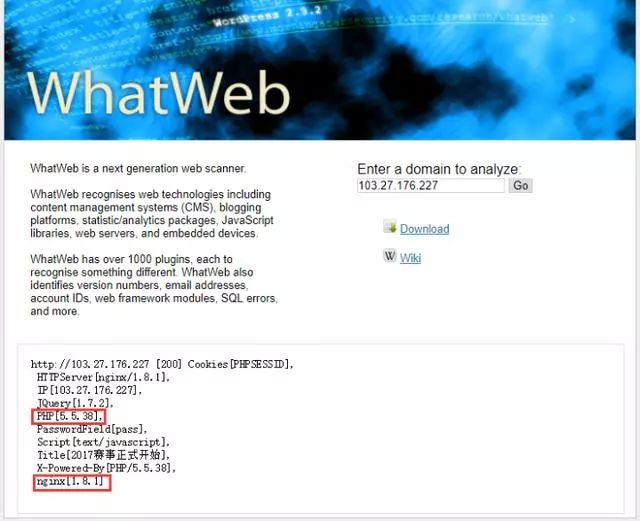 WordPress 2.9.2
WhatWeb
WhatWeb is a next generation web scanner.
WhatWeb recognises web technologies including
content management systems (CMS), blogging
platforms, statistic/analytics packages, JavaScript
libraries, web servers, and embedded devices.
WhatWeb has over 1000 plugins, each to
recognise something different. WhatWeb also
identifies version numbers, email addresses,
account IDs, web framework modules, SQL errors,
and more.
Enter a domain to analyze:
103.27.176.227 Go
Download
W Wiki
http://103.27.176.227 [200] Cookies[PHPSESSID],
HTTPServer[nginx/1.8.1],
IP[103.27.176.227],
JQuery[1.7.2],
PHP[5.5.38],
PasswordField[pass],
Script[text/javascript],
Title[2017赛事正式开始],
X-Powered-By[PHP/5.5.38],
nginx[1.8.1]